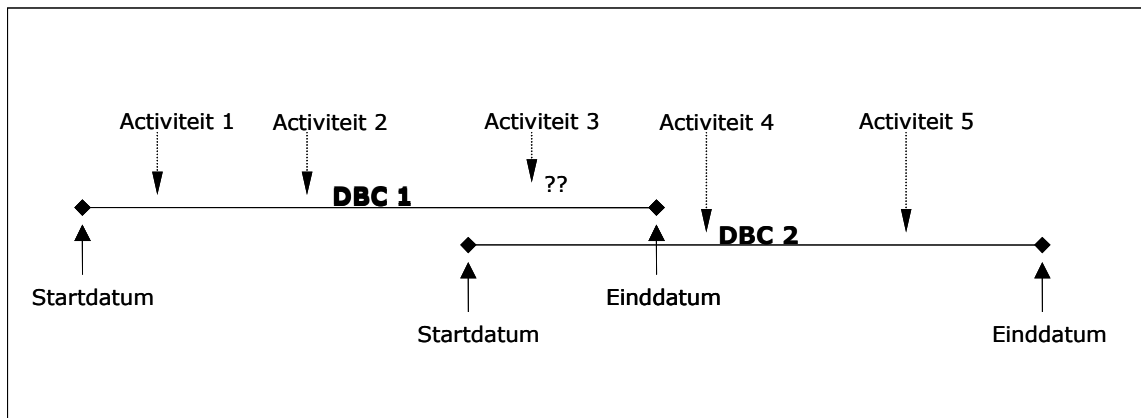 Activiteit 1 Activiteit 2 Activiteit 3 Activiteit 4 Activiteit 5
??
DBC 1
DBC 2
Startdatum Einddatum
Startdatum Einddatum